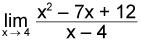 lim x → 4 x² − 7x + 12 / x − 4